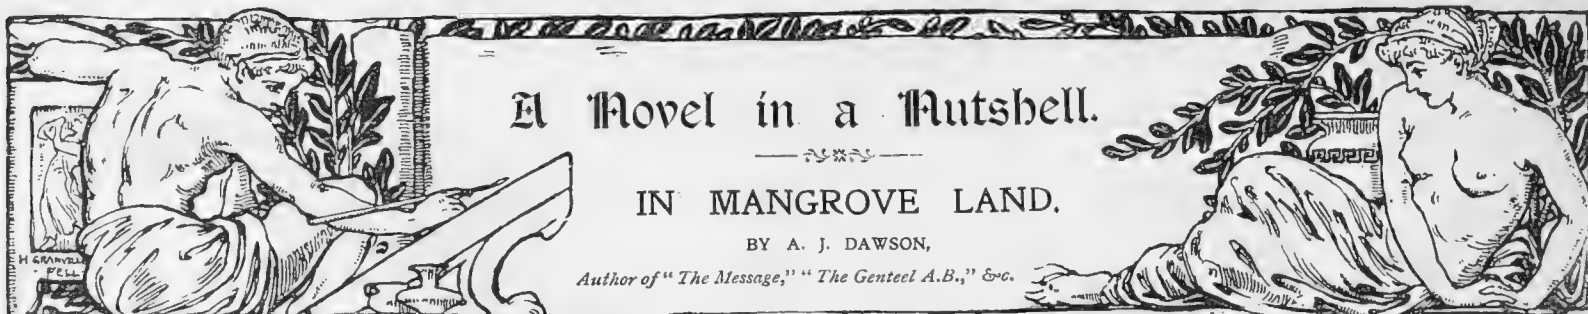 A Novel in a Nutshell.
IN MANGROVE LAND.
BY A. J. DAWSON,
Author of "The Message," "The Genteel A.B.," &c.
H GRANVILLE
FELL